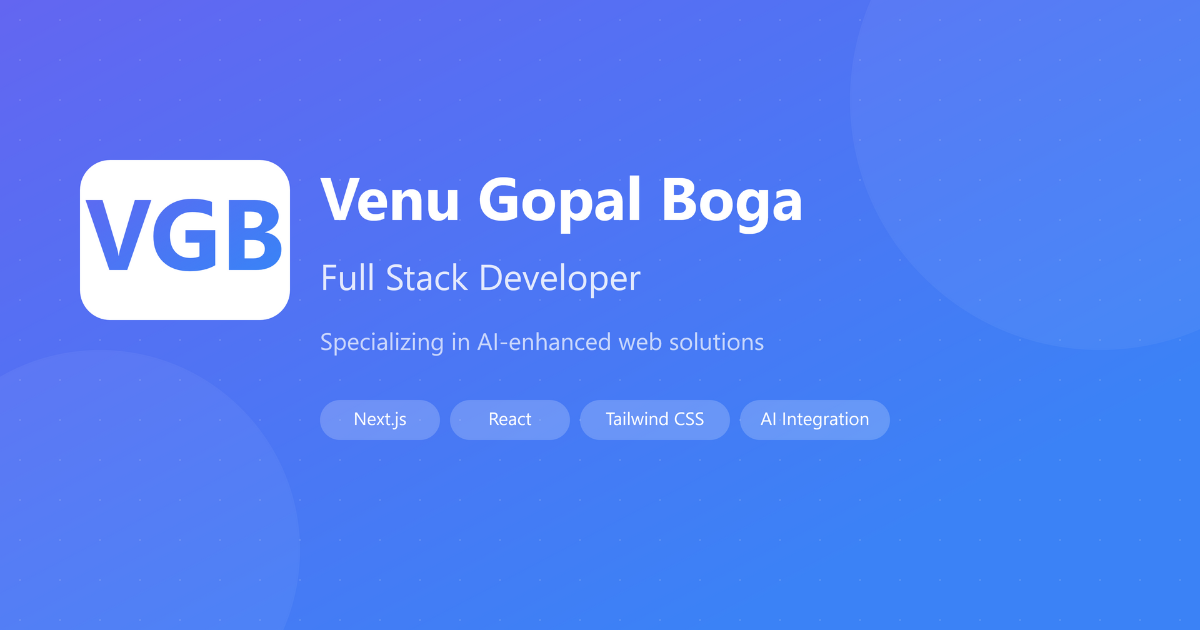 VGB
Venu Gopal Boga
Full Stack Developer
Specializing in AI-enhanced web solutions
Next.js React Tailwind CSS AI Integration